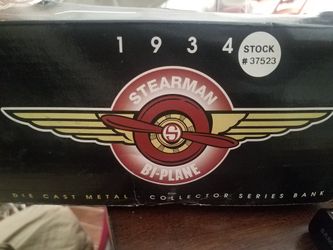 1934
STOCK
# 37523
STEARMAN
S
BI-PLANE
DIE CAST METAL COLLECTOR SERIES BANK